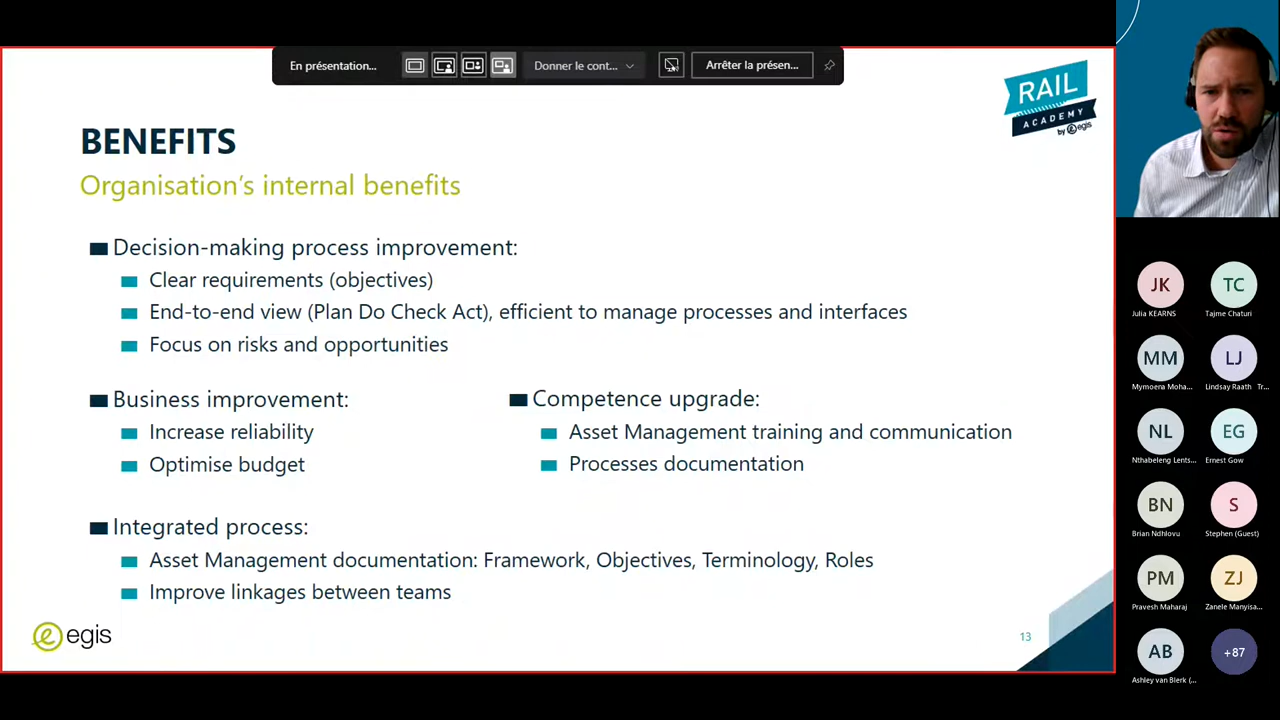 En présentation...
Donner le cont...
Arrêter la présen...
RAIL
ACADEMY
by egis
BENEFITS
Organisation's internal benefits
Decision-making process improvement:
Clear requirements (objectives)
End-to-end view (Plan Do Check Act), efficient to manage processes and interfaces
Focus on risks and opportunities
Business improvement:
Increase reliability
Optimise budget
Competence upgrade:
Asset Management training and communication
Processes documentation
Integrated process:
Asset Management documentation: Framework, Objectives, Terminology, Roles
Improve linkages between teams
egis
13
JK
Julia KEARNS
TC
Tajme Chaturi
MM
Mymoena Moha...
LJ
Lindsay Raath Tr...
NL
Nthabeleng Lents...
EG
Ernest Gow
BN
Brian Ndhlovu
S
Stephen (Guest)
PM
Pravesh Maharaj
ZJ
Zanele Manyisa...
AB
Ashley van Blerk (...
+87